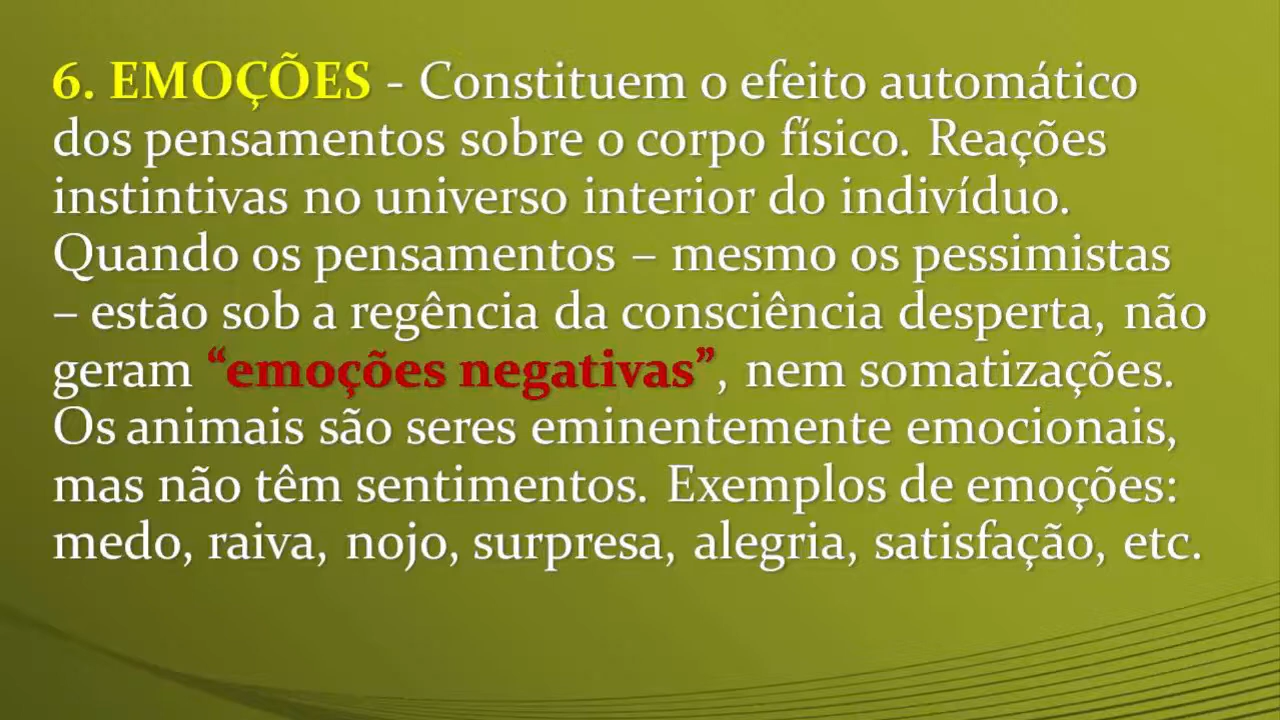 6. EMOÇÕES - Constituem o efeito automático
dos pensamentos sobre o corpo físico. Reações
instintivas no universo interior do indivíduo.
Quando os pensamentos – mesmo os pessimistas
– estão sob a regência da consciência desperta, não
geram “emoções negativas”, nem somatizações.
Os animais são seres eminentemente emocionais,
mas não têm sentimentos. Exemplos de emoções:
medo, raiva, nojo, surpresa, alegria, satisfação, etc.